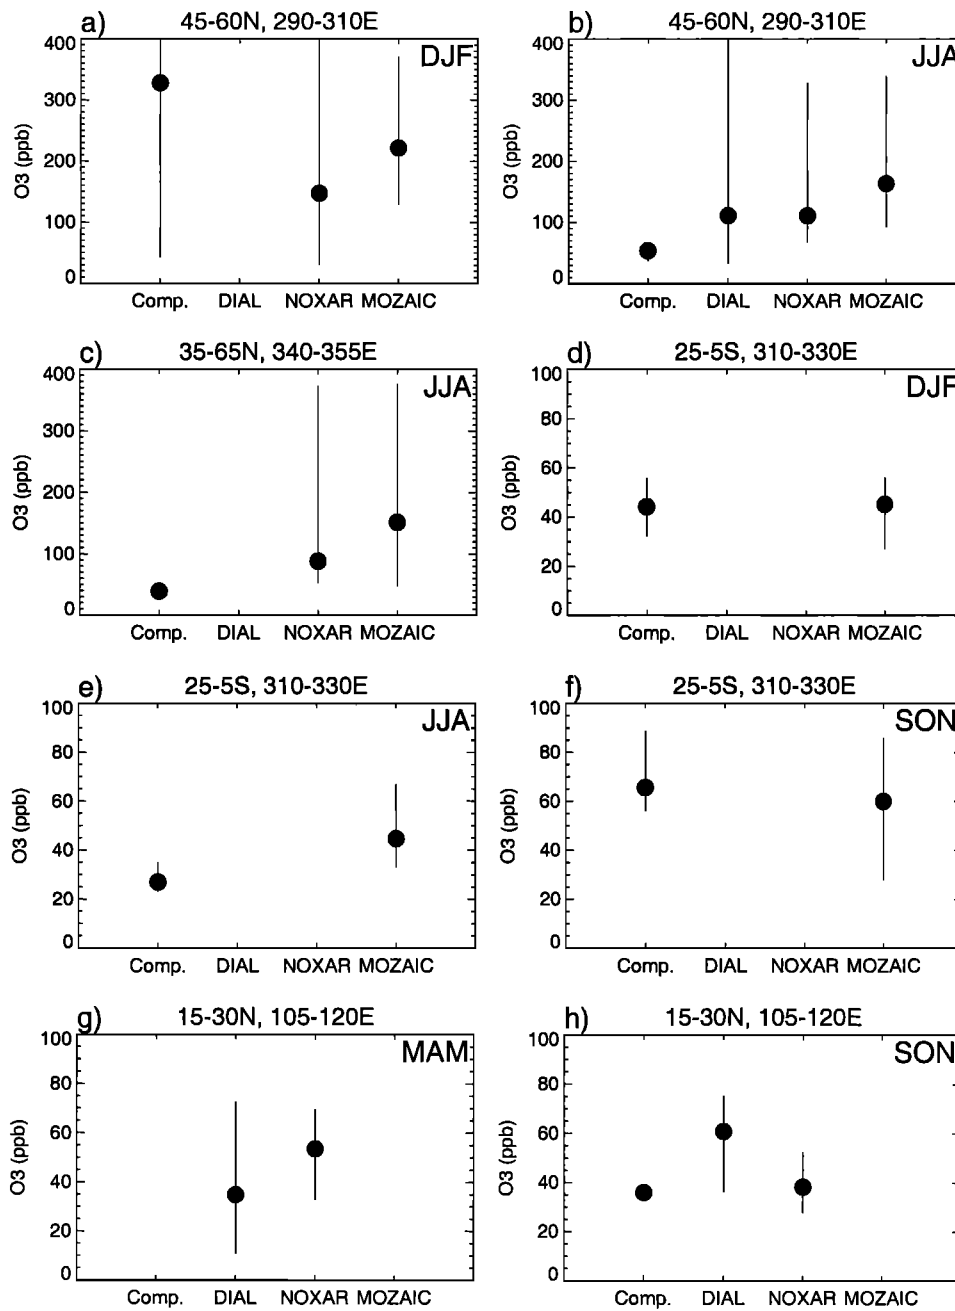 a) 45-60N, 290-310E
DJF
O3 (ppb)
400
300
200
100
0
Comp. DIAL NOXAR MOZAIC
b) 45-60N, 290-310E
JJA
O3 (ppb)
400
300
200
100
0
Comp. DIAL NOXAR MOZAIC
c) 35-65N, 340-355E
JJA
O3 (ppb)
400
300
200
100
0
Comp. DIAL NOXAR MOZAIC
d) 25-5S, 310-330E
DJF
O3 (ppb)
100
80
60
40
20
0
Comp. DIAL NOXAR MOZAIC
e) 25-5S, 310-330E
JJA
O3 (ppb)
100
80
60
40
20
0
Comp. DIAL NOXAR MOZAIC
f) 25-5S, 310-330E
SON
O3 (ppb)
100
80
60
40
20
0
Comp. DIAL NOXAR MOZAIC
g) 15-30N, 105-120E
MAM
O3 (ppb)
100
80
60
40
20
0
Comp. DIAL NOXAR MOZAIC
h) 15-30N, 105-120E
SON
O3 (ppb)
100
80
60
40
20
0
Comp. DIAL NOXAR MOZAIC